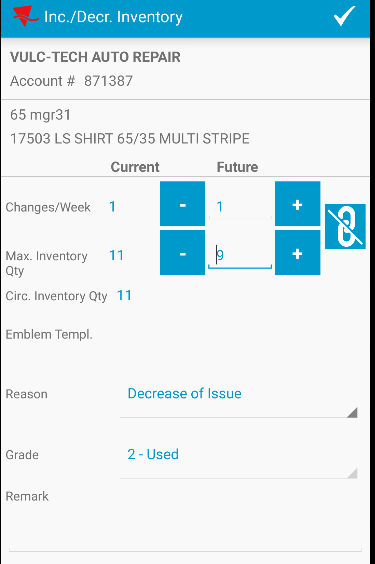 Inc./Decr. Inventory
VULC-TECH AUTO REPAIR
Account # 871387
65 mgr31
17503 LS SHIRT 65/35 MULTI STRIPE
Current Future
Changes/Week 1 - 1 +
Max. Inventory Qty 11 - 9 +
Circ. Inventory Qty 11
Emblem Templ.
Reason Decrease of Issue
Grade 2 - Used
Remark